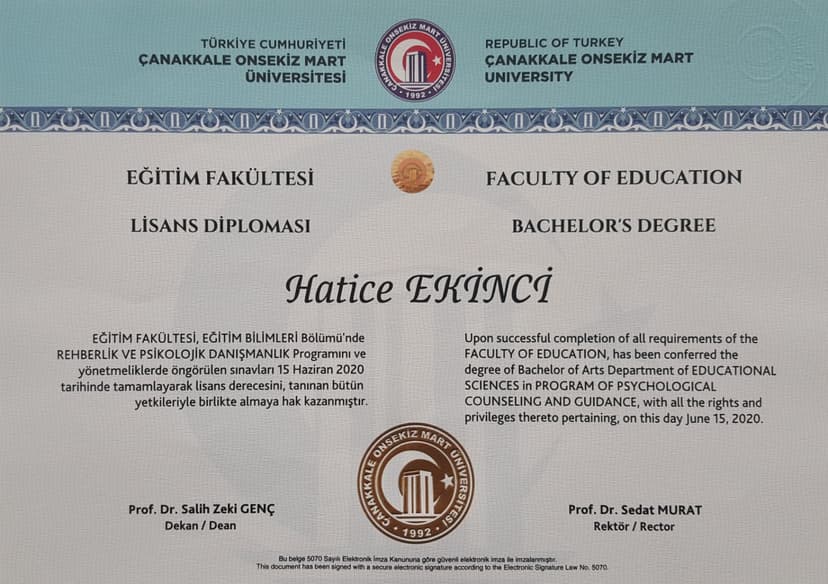 TÜRKİYE CUMHURİYETİ
ÇANAKKALE ONSEKİZ MART
ÜNİVERSİTESİ
ÇANAKKALE ONSEKİZ MART ÜNİVERSİTESİ
1992
REPUBLIC OF TURKEY
ÇANAKKALE ONSEKİZ MART
UNIVERSITY
EĞİTİM FAKÜLTESİ
LİSANS DİPLOMASI
FACULTY OF EDUCATION
BACHELOR'S DEGREE
Hatice EKİNCİ
EĞİTİM FAKÜLTESİ, EĞİTİM BİLİMLERİ Bölümü'nde
REHBERLİK VE PSİKOLOJİK DANIŞMANLIK Programını ve
yönetmeliklerde öngörülen sınavları 15 Haziran 2020
tarihinde tamamlayarak lisans derecesini, tanınan bütün
yetkileriyle birlikte almaya hak kazanmıştır.
Upon successful completion of all requirements of the
FACULTY OF EDUCATION, has been conferred the
degree of Bachelor of Arts Department of EDUCATIONAL
SCIENCES in PROGRAM OF PSYCHOLOGICAL
COUNSELING AND GUIDANCE, with all the rights and
privileges thereto pertaining, on this day June 15, 2020.
ÇANAKKALE ONSEKİZ MART ÜNİVERSİTESİ
1992
Prof. Dr. Salih Zeki GENÇ
Dekan / Dean
Prof. Dr. Sedat MURAT
Rektör / Rector
Bu belge 5070 Sayılı Elektronik İmza Kanununa göre güvenli elektronik imza ile imzalanmıştır.
This document has been signed with a secure electronic signature according to the Electronic Signature Law No. 5070.